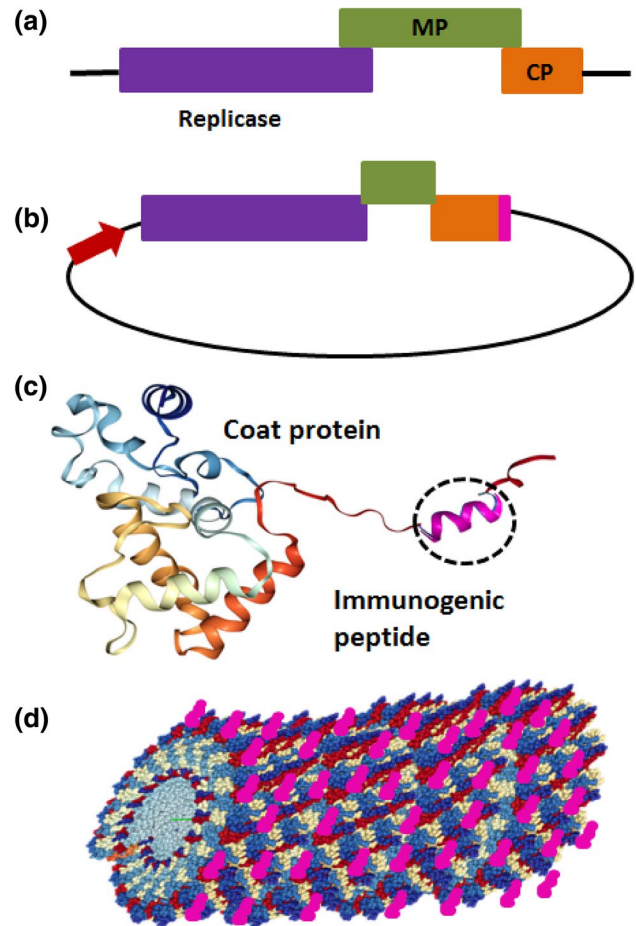 (a)
MP
CP
Replicase
(b)
(c)
Coat protein
Immunogenic
peptide
(d)